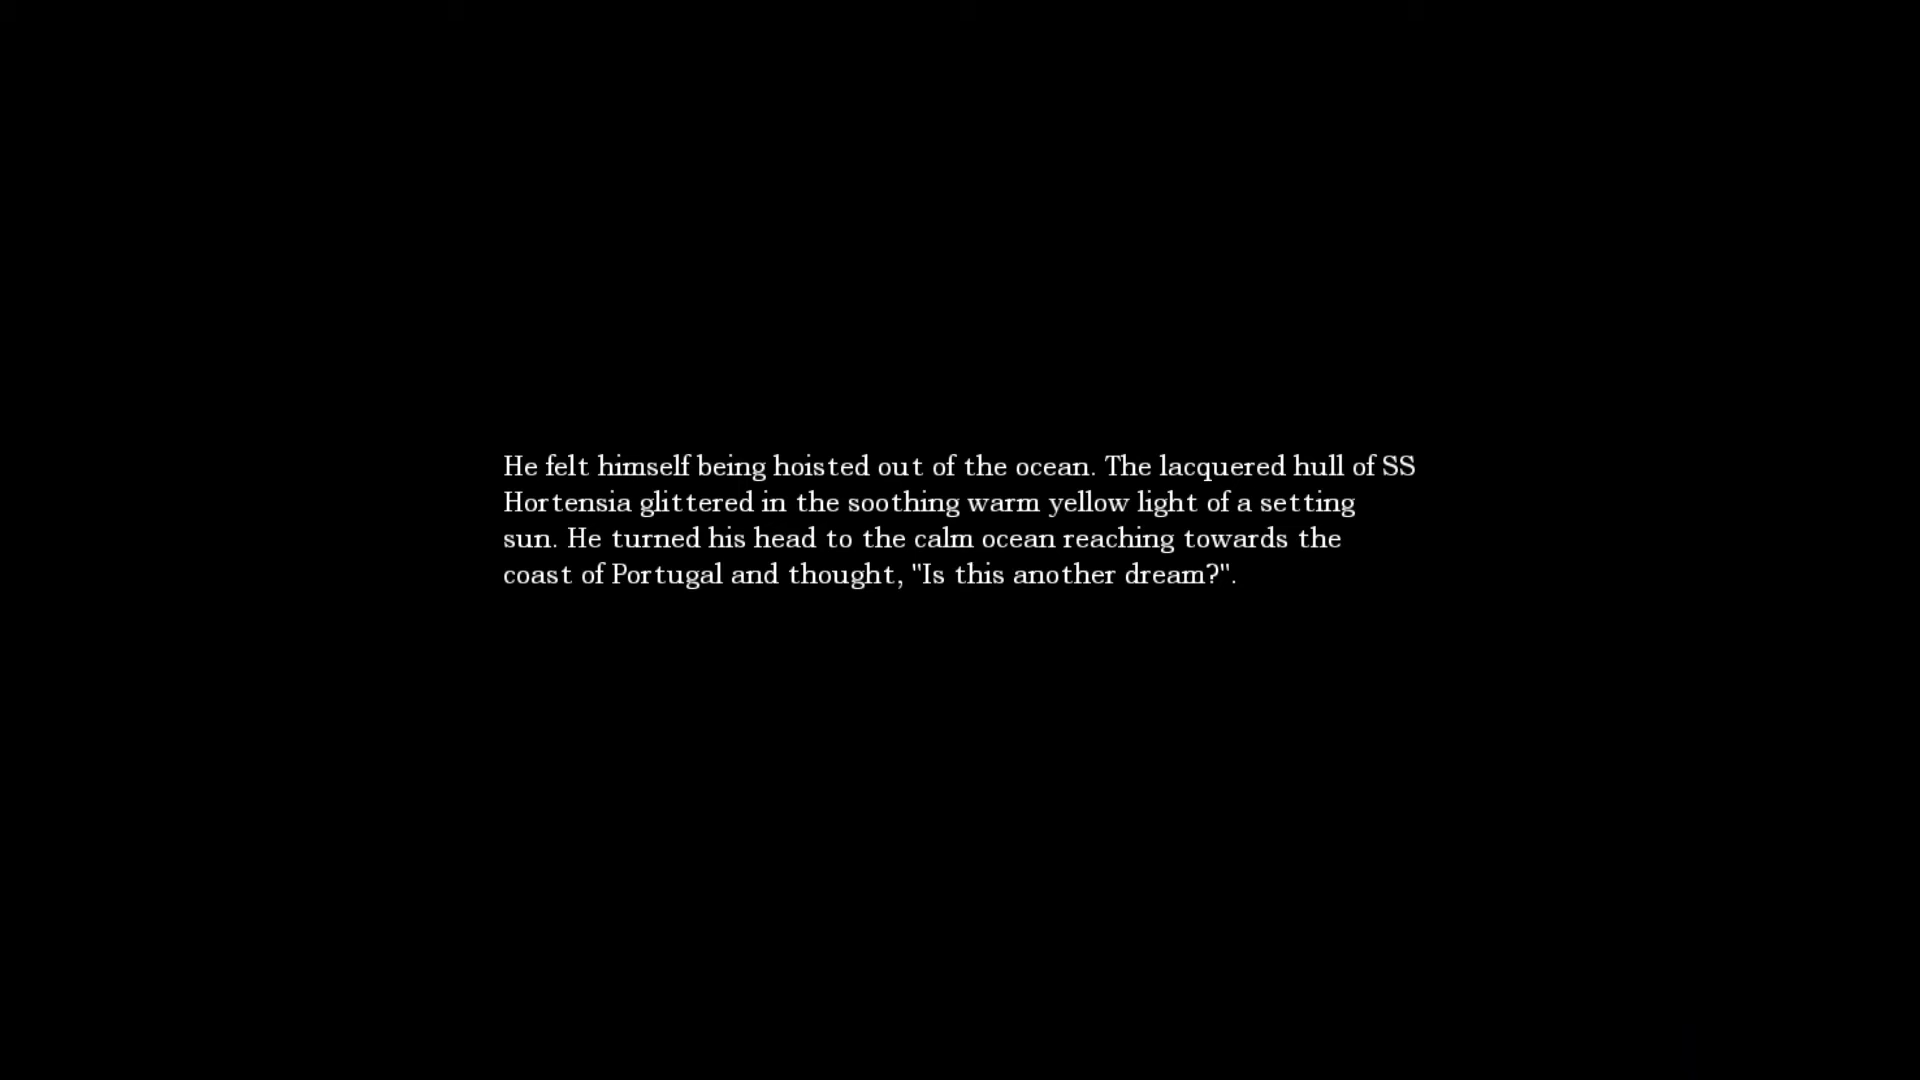 He felt himself being hoisted out of the ocean. The lacquered hull of SS
Hortensia glittered in the soothing warm yellow light of a setting
sun. He turned his head to the calm ocean reaching towards the
coast of Portugal and thought, "Is this another dream?".